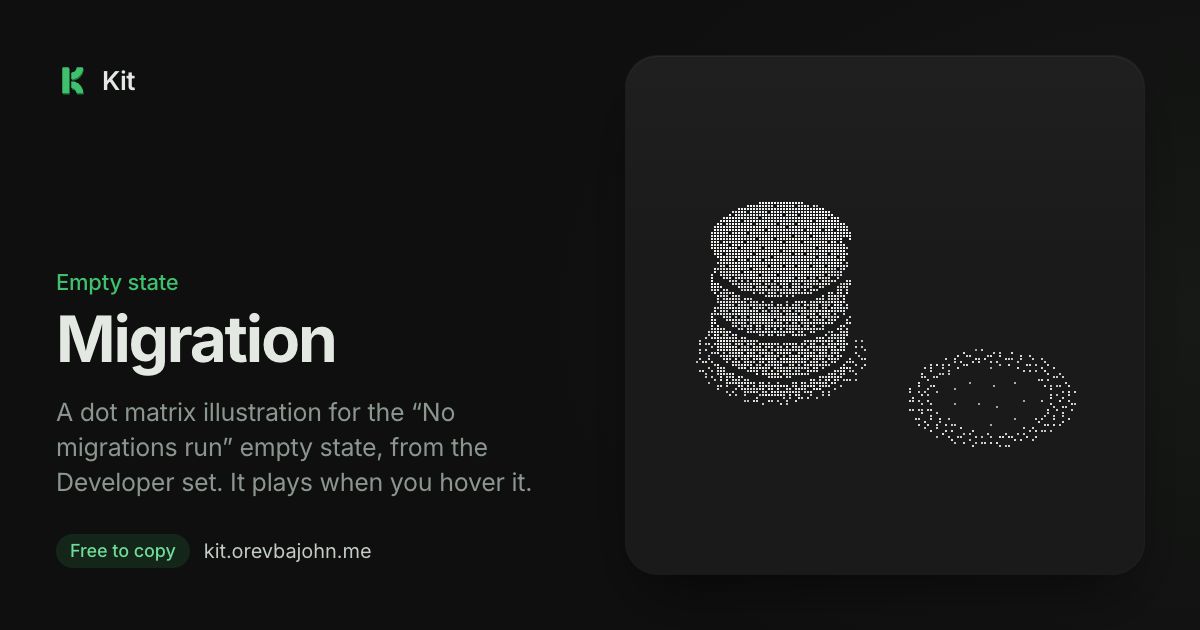 Kit
Empty state
Migration
A dot matrix illustration for the “No
migrations run” empty state, from the
Developer set. It plays when you hover it.
Free to copy
kit.orevbajohn.me